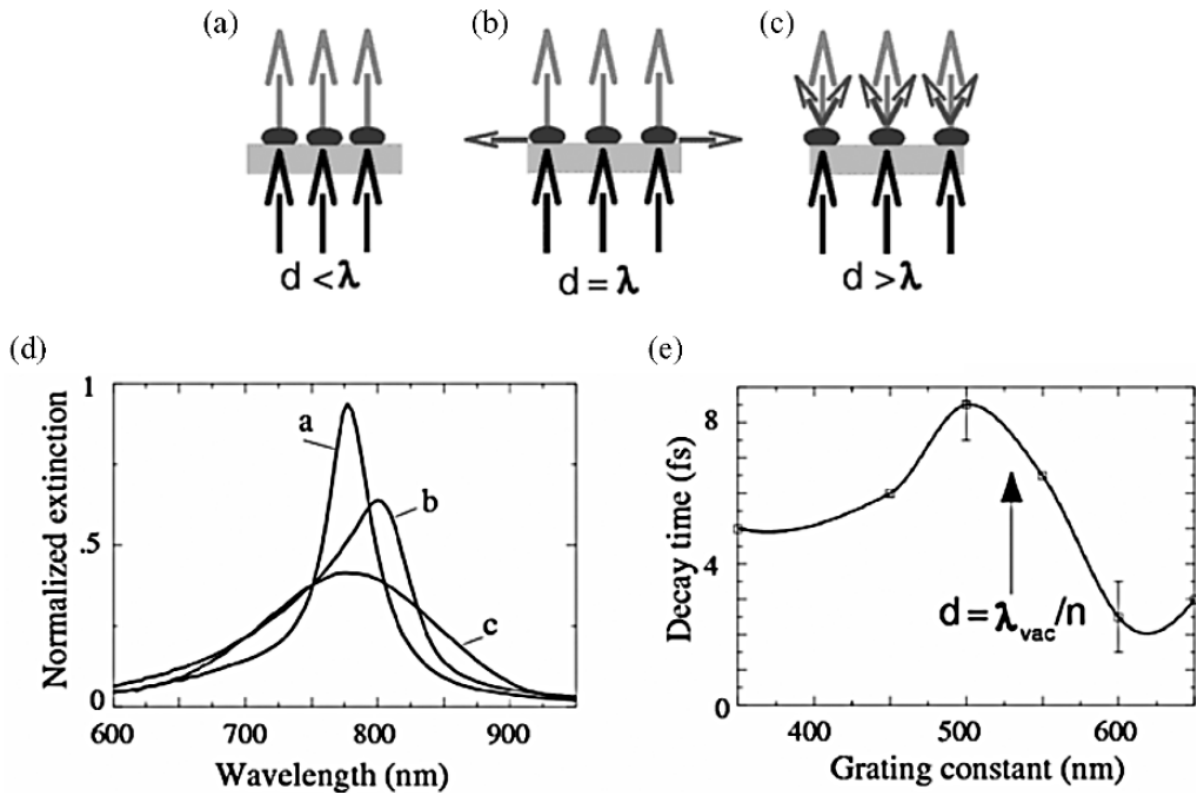 (a)
(b)
(c)
d < λ
d = λ
d > λ
(d)
(e)
Normalized extinction
1
.5
0
a
b
c
600
700
800
900
Wavelength (nm)
Decay time (fs)
8
4
0
d = λvac/n
400
500
600
Grating constant (nm)